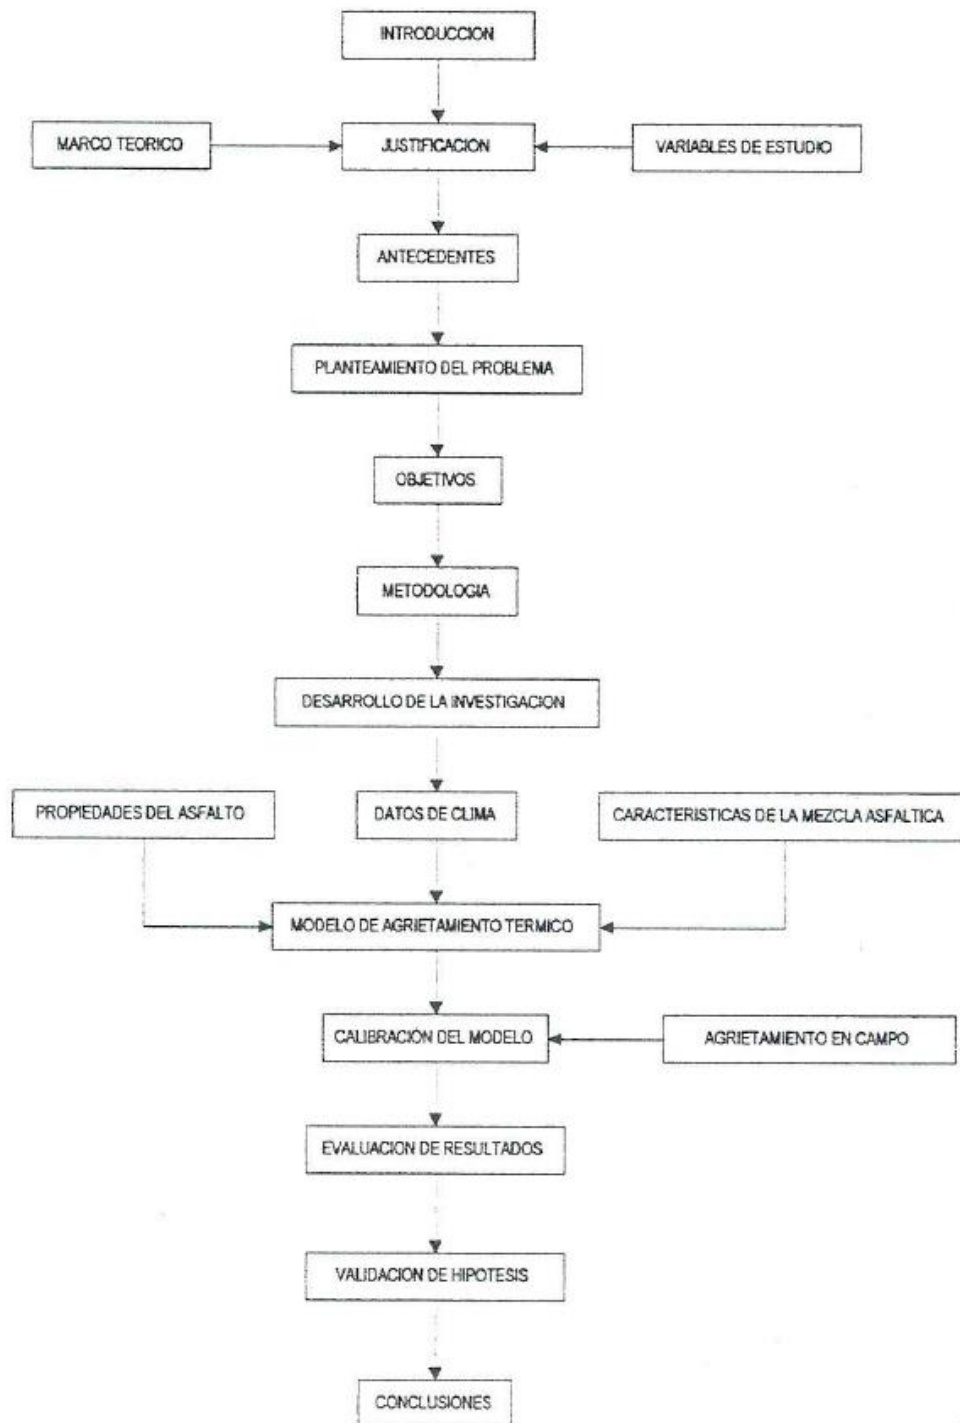 INTRODUCCION
MARCO TEORICO
JUSTIFICACION
VARIABLES DE ESTUDIO
ANTECEDENTES
PLANTEAMIENTO DEL PROBLEMA
OBJETIVOS
METODOLOGIA
DESARROLLO DE LA INVESTIGACION
PROPIEDADES DEL ASFALTO
DATOS DE CLIMA
CARACTERISTICAS DE LA MEZCLA ASFALTICA
MODELO DE AGRIETAMIENTO TERMICO
CALIBRACIÓN DEL MODELO
AGRIETAMIENTO EN CAMPO
EVALUACION DE RESULTADOS
VALIDACION DE HIPOTESIS
CONCLUSIONES